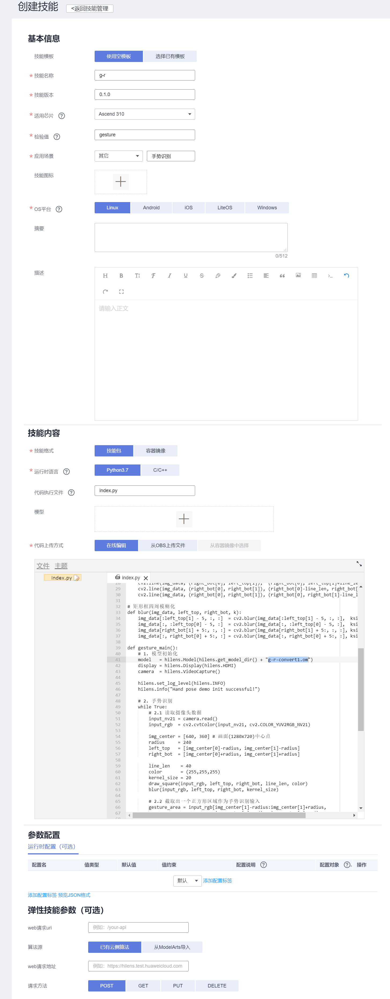 创建技能 <返回技能管理
基本信息
技能模板 使用空模板 选择已有模板
* 技能名称 g-r
* 技能版本 0.1.0
* 适用芯片 ? Ascend 310
* 检验值 ? gesture
* 应用场景 其它 手势识别
技能图标
* OS平台 ? Linux Android iOS LiteOS Windows
摘要
0/512
描述
请输入正文
技能内容
* 技能格式 技能包 容器镜像
* 运行时语言 ? Python3.7 C/C++
代码执行文件 ? index.py
模型
* 代码上传方式 在线编辑 从OBS上传文件 从容器镜像中选择
文件 主题
index.py index.py
28 cv2.line(img_data, (right_bot[0], left_top[1]), (right_bot[0], left_top[1]+line_le
29 cv2.line(img_data, (right_bot[0], right_bot[1]), (right_bot[0]-line_len, right_bot[
30 cv2.line(img_data, (right_bot[0], right_bot[1]), (right_bot[0], right_bot[1]-line_l
31
32 # 矩形框四周模糊化
33 def blur(img_data, left_top, right_bot, k):
34 img_data[:left_top[1] - 5, :, :] = cv2.blur(img_data[:left_top[1] - 5, :, :], ksi
35 img_data[:, :left_top[0] - 5, :] = cv2.blur(img_data[:, :left_top[0] - 5, :], ksi
36 img_data[right_bot[1] + 5:, :, :] = cv2.blur(img_data[right_bot[1] + 5:, :, :], ksi
37 img_data[:, right_bot[0] + 5:, :] = cv2.blur(img_data[:, right_bot[0] + 5:, :], ksi
38
39 def gesture_main():
40 # 1. 模型初始化
41 model = hilens.Model(hilens.get_model_dir() + "g-r-convert1.om")
42 display = hilens.Display(hilens.HDMI)
43 camera = hilens.VideoCapture()
44
45 hilens.set_log_level(hilens.INFO)
46 hilens.info("Hand pose demo init successful!")
47
48 # 2. 手势识别
49 while True:
50 # 2.1 读取摄像头数据
51 input_nv21 = camera.read()
52 input_rgb = cv2.cvtColor(input_nv21, cv2.COLOR_YUV2RGB_NV21)
53
54 img_center = [640, 360] # 画面(1280x720)中心点
55 radius = 240
56 left_top = [img_center[0]-radius, img_center[1]-radius]
57 right_bot = [img_center[0]+radius, img_center[1]+radius]
58
59 line_len = 40
60 color = (255,255,255)
61 kernel_size = 20
62 draw_square(input_rgb, left_top, right_bot, line_len, color)
63 blur(input_rgb, left_top, right_bot, kernel_size)
64
65 # 2.2 截取出一个正方形区域作为手势识别输入
66 gesture_area = input_rgb[img_center[1]-radius:img_center[1]+radius,
67
参数配置
运行时配置（可选）
配置名 值类型 默认值 值约束 配置说明 ? 配置对象 ? . 操作
默认 添加配置标签
添加配置标签 预览JSON格式
弹性技能参数（可选）
web请求uri 例如：/your-api
算法源 已有云侧算法 从ModelArts导入
web请求地址 例如：https://hilens.test.huaweicloud.com
请求方法 POST GET PUT DELETE